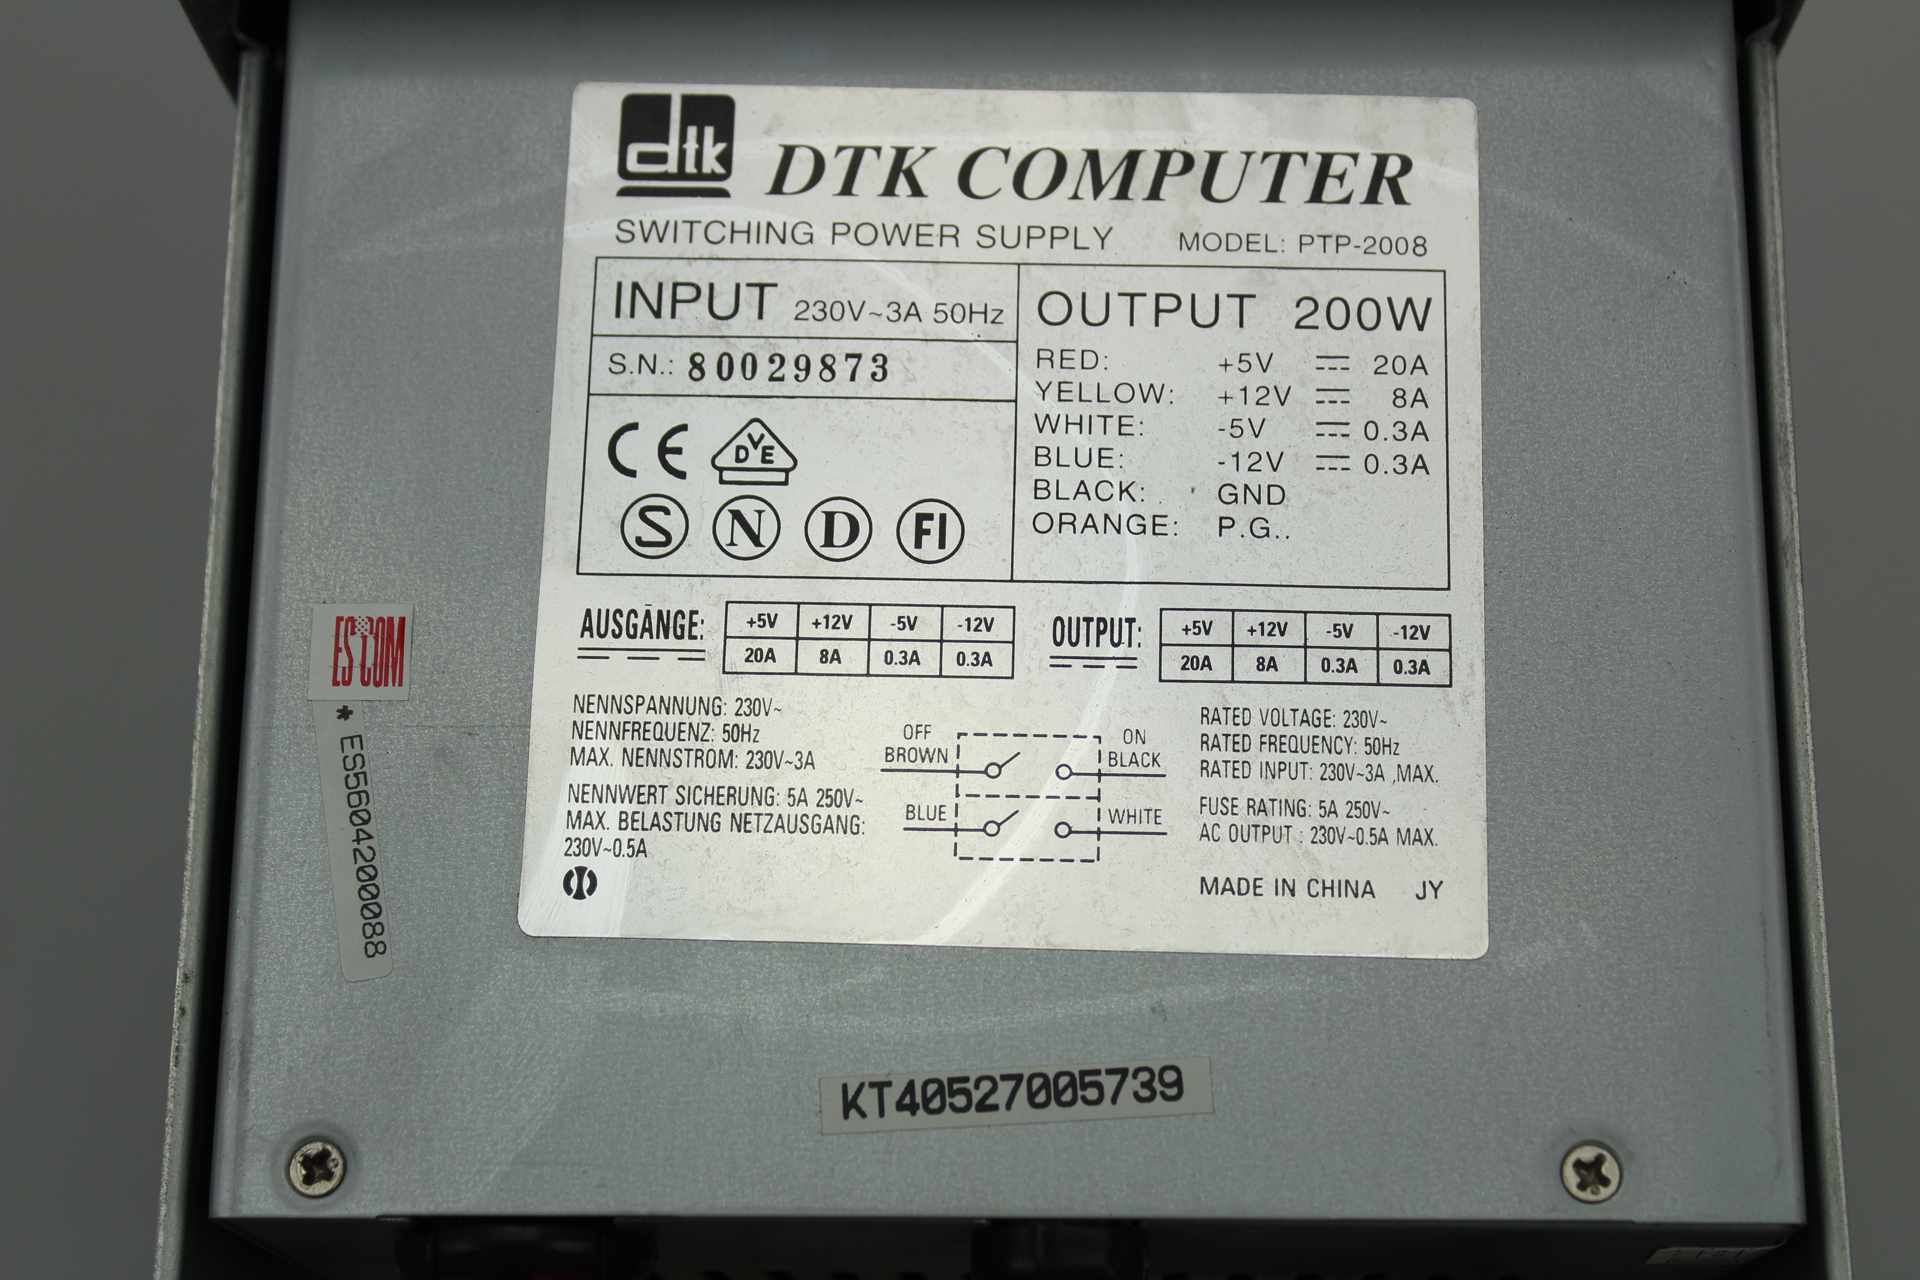 dtk
DTK COMPUTER
SWITCHING POWER SUPPLY MODEL: PTP-2008
INPUT 230V~3A 50Hz
S.N.: 80029873
CE
DVE
S N D FI
OUTPUT 200W
RED: +5V ⎓ 20A
YELLOW: +12V ⎓ 8A
WHITE: -5V ⎓ 0.3A
BLUE: -12V ⎓ 0.3A
BLACK: GND
ORANGE: P.G..
AUSGÄNGE: +5V +12V -5V -12V
20A 8A 0.3A 0.3A
OUTPUT: +5V +12V -5V -12V
20A 8A 0.3A 0.3A
NENNSPANNUNG: 230V~
NENNFREQUENZ: 50Hz
MAX. NENNSTROM: 230V~3A
NENNWERT SICHERUNG: 5A 250V~
MAX. BELASTUNG NETZAUSGANG:
230V~0.5A
OFF ON
BROWN BLACK
BLUE WHITE
RATED VOLTAGE: 230V~
RATED FREQUENCY: 50Hz
RATED INPUT: 230V~3A ,MAX.
FUSE RATING: 5A 250V~
AC OUTPUT : 230V~0.5A MAX.
MADE IN CHINA JY
ESCOM
* ES5604200088
KT40527005739